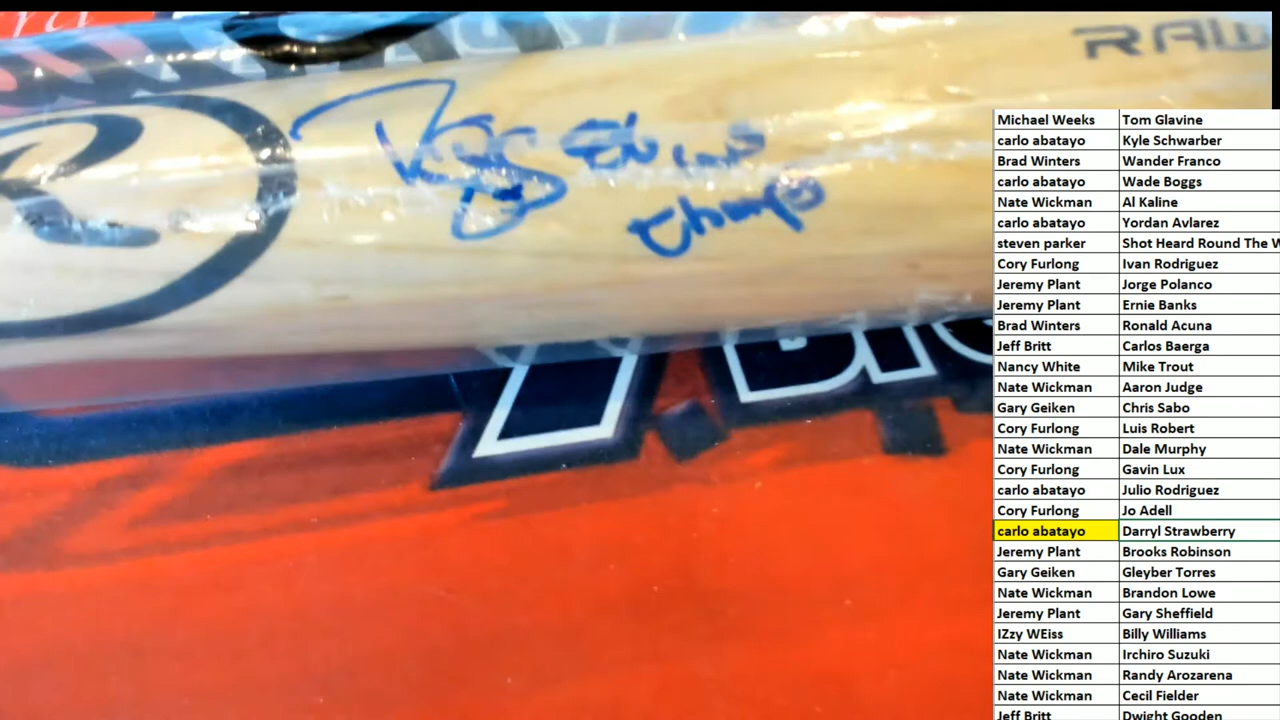 RAW
R
Champs
Michael Weeks Tom Glavine
carlo abatayo Kyle Schwarber
Brad Winters Wander Franco
carlo abatayo Wade Boggs
Nate Wickman Al Kaline
carlo abatayo Yordan Avlarez
steven parker Shot Heard Round The W
Cory Furlong Ivan Rodriguez
Jeremy Plant Jorge Polanco
Jeremy Plant Ernie Banks
Brad Winters Ronald Acuna
Jeff Britt Carlos Baerga
Nancy White Mike Trout
Nate Wickman Aaron Judge
Gary Geiken Chris Sabo
Cory Furlong Luis Robert
Nate Wickman Dale Murphy
Cory Furlong Gavin Lux
carlo abatayo Julio Rodriguez
Cory Furlong Jo Adell
carlo abatayo Darryl Strawberry
Jeremy Plant Brooks Robinson
Gary Geiken Gleyber Torres
Nate Wickman Brandon Lowe
Jeremy Plant Gary Sheffield
IZzy WEiss Billy Williams
Nate Wickman Irchiro Suzuki
Nate Wickman Randy Arozarena
Nate Wickman Cecil Fielder
Jeff Britt Dwight Gooden